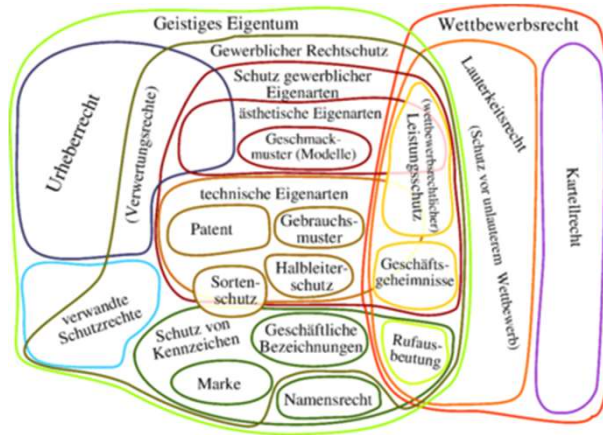 Geistiges Eigentum
Wettbewerbsrecht
Gewerblicher Rechtschutz
Schutz gewerblicher
Eigenarten
ästhetische Eigenarten
Geschmack-
muster (Modelle)
Urheberrecht
(Verwertungsrechte)
(wettbewerbsrechtlicher)
Leistungsschutz
Lauterkeitsrecht
(Schutz vor unlauterem Wettbewerb)
Kartellrecht
technische Eigenarten
Patent
Gebrauchs-
muster
Sorten-
schutz
Halbleiter-
schutz
Geschäfts-
geheimnisse
verwandte
Schutzrechte
Schutz von
Kennzeichen
Geschäftliche
Bezeichnungen
Rufaus-
beutung
Marke
Namensrecht